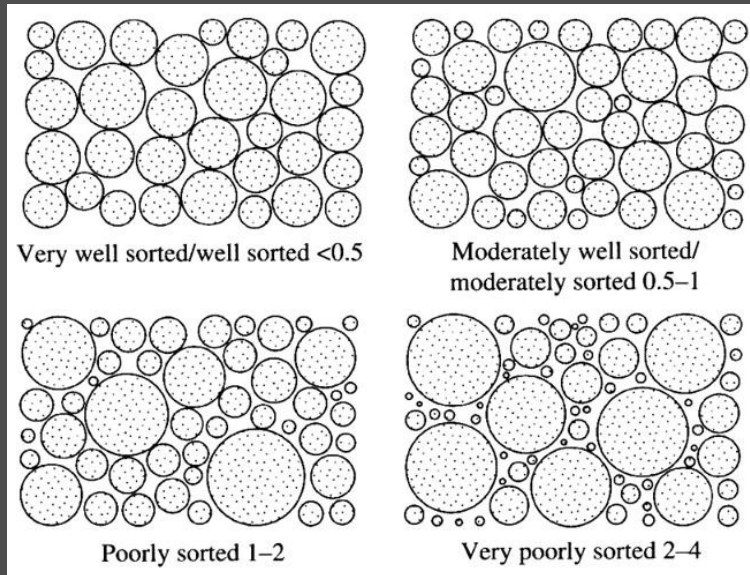 Very well sorted/well sorted <0.5
Moderately well sorted/
moderately sorted 0.5–1
Poorly sorted 1–2
Very poorly sorted 2–4